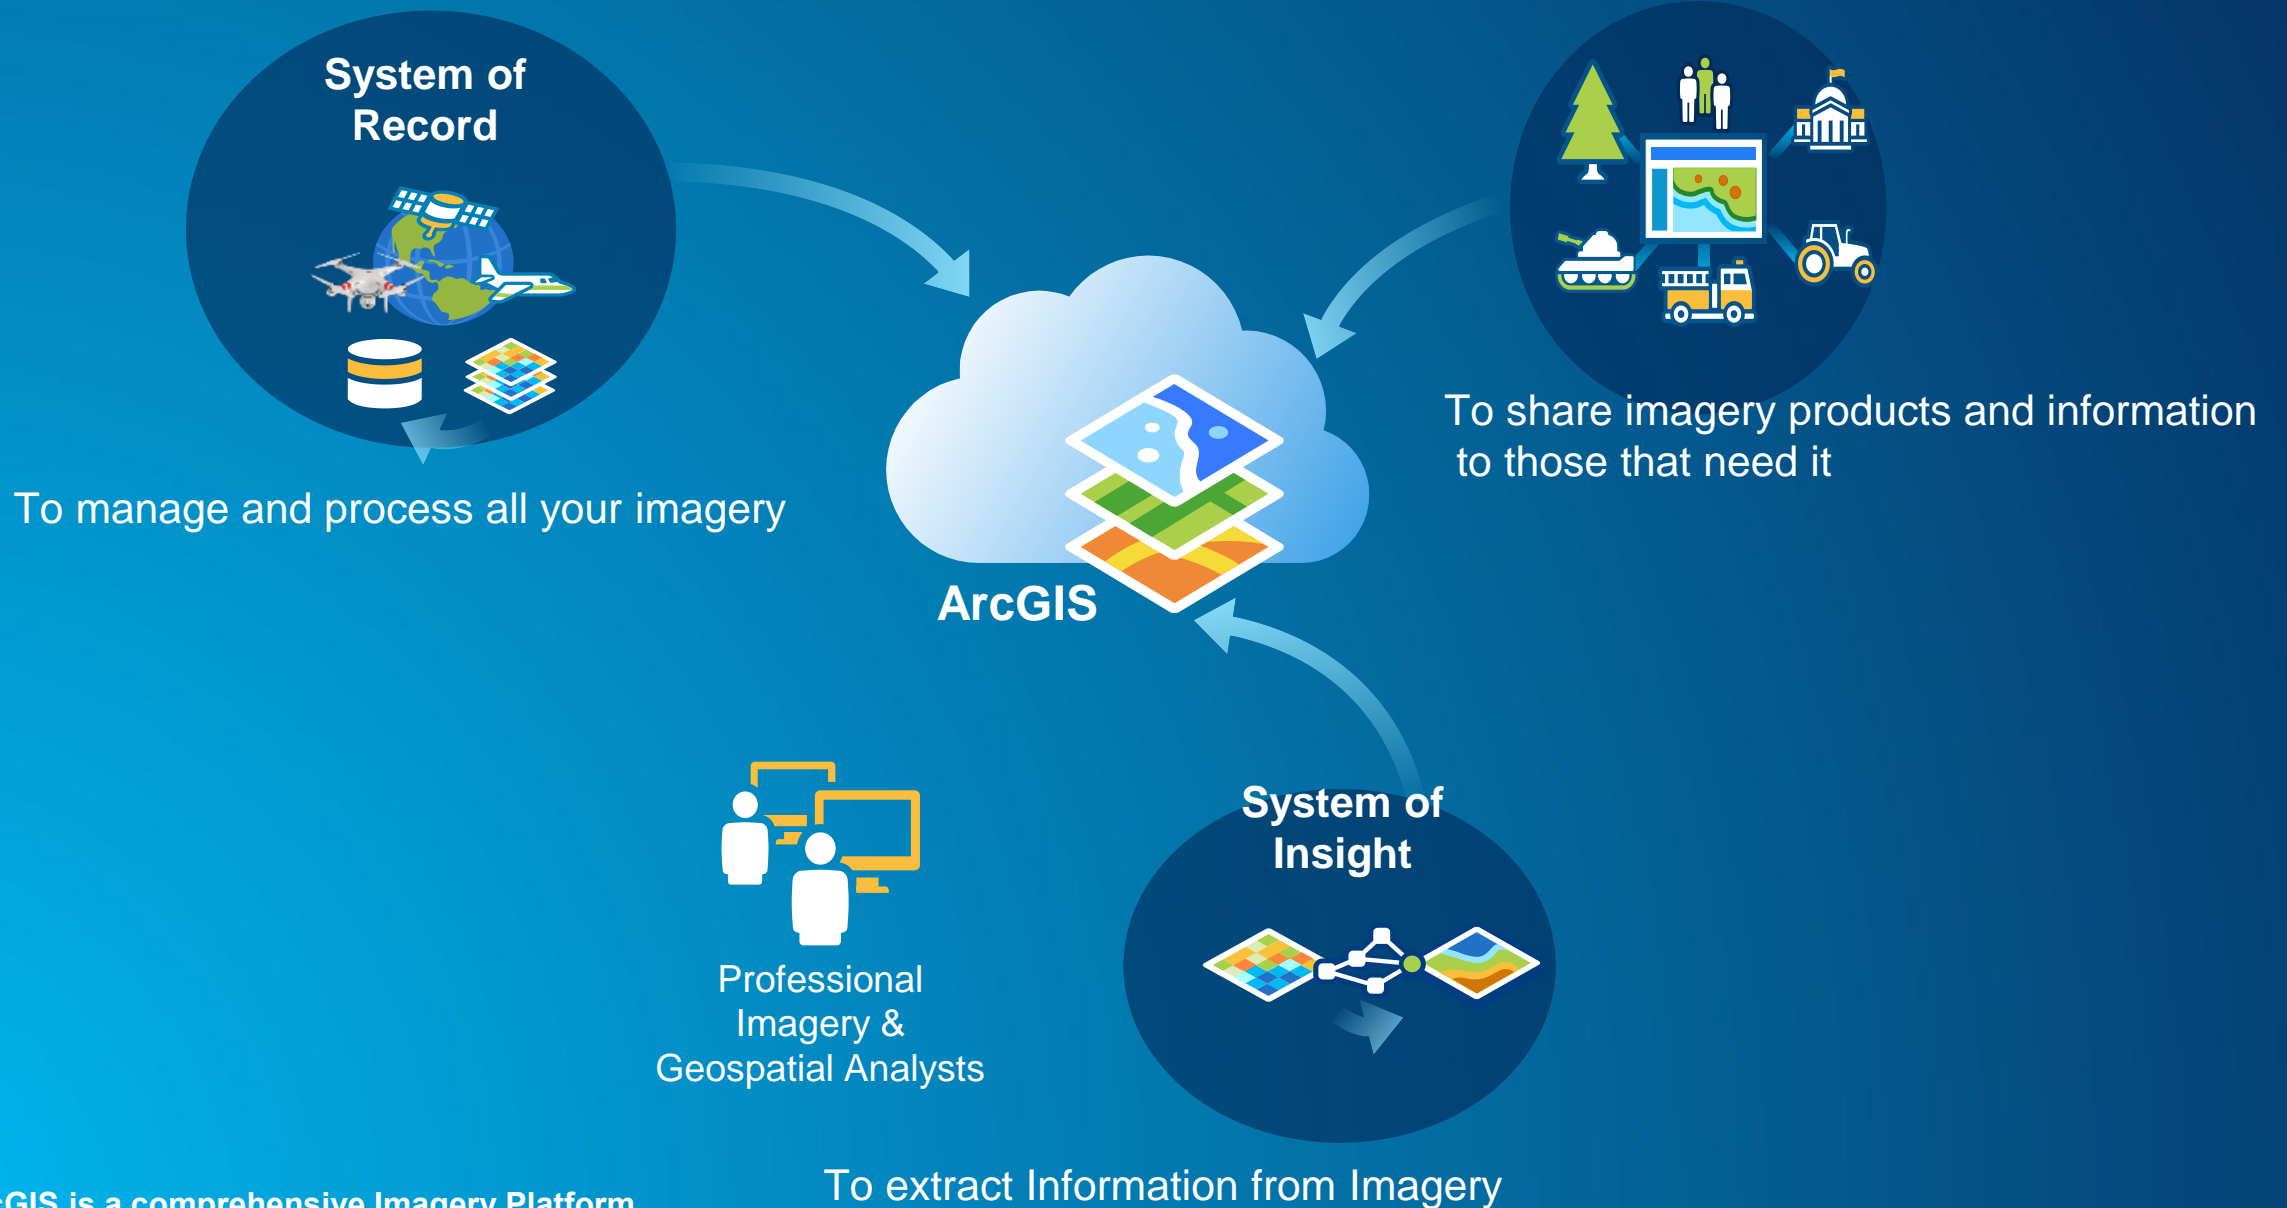 System of
Record
To manage and process all your imagery
To share imagery products and information
to those that need it
ArcGIS
Professional
Imagery &
Geospatial Analysts
System of
Insight
To extract Information from Imagery
cGIS is a comprehensive Imagery Platform